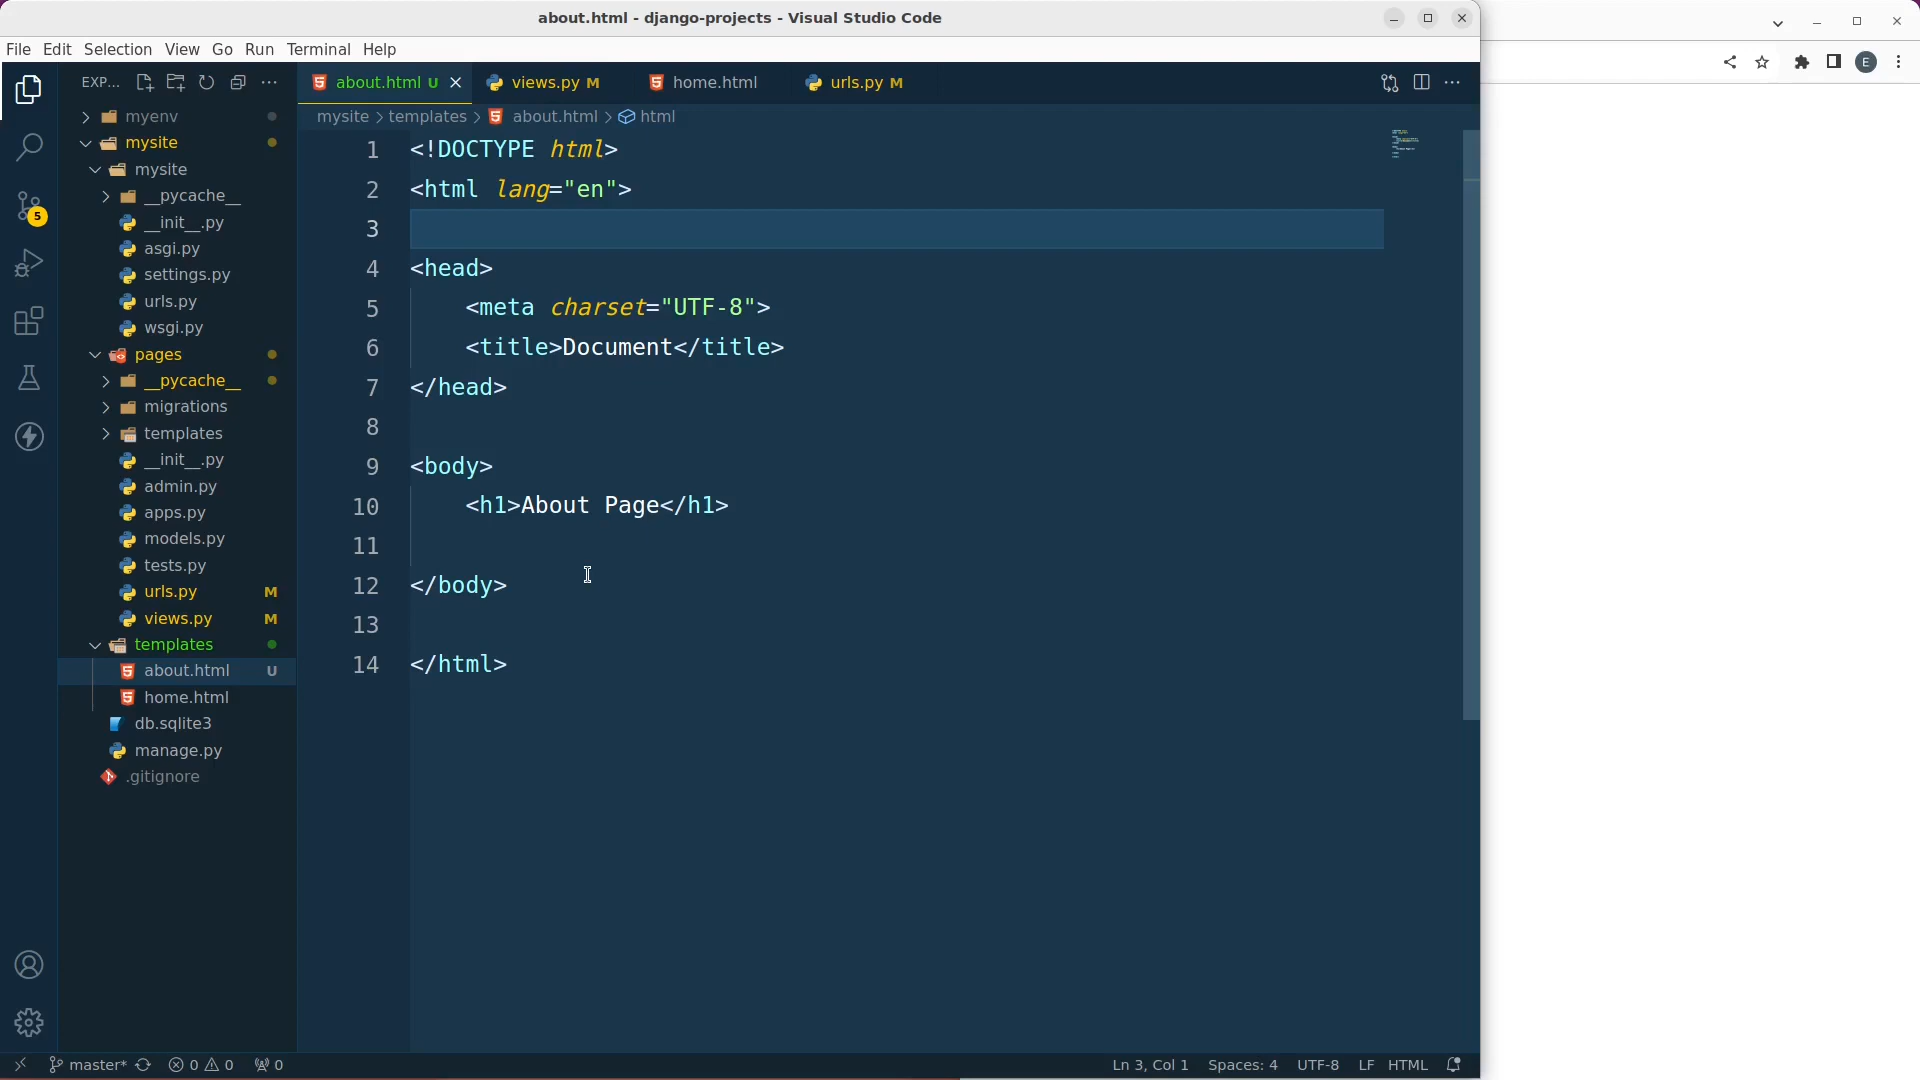 about.html - django-projects - Visual Studio Code
File Edit Selection View Go Run Terminal Help
EXP...
about.html U
views.py M
home.html
urls.py M
E
mysite > templates > about.html > html
myenv
mysite
mysite
__pycache__
__init__.py
asgi.py
settings.py
urls.py
wsgi.py
pages
__pycache__
migrations
templates
__init__.py
admin.py
apps.py
models.py
tests.py
urls.py M
views.py M
templates
about.html U
home.html
db.sqlite3
manage.py
.gitignore
5
1 <!DOCTYPE html>
2 <html lang="en">
3
4 <head>
5 <meta charset="UTF-8">
6 <title>Document</title>
7 </head>
8
9 <body>
10 <h1>About Page</h1>
11
12 </body>
13
14 </html>
master* 0 0 0 Ln 3, Col 1 Spaces: 4 UTF-8 LF HTML